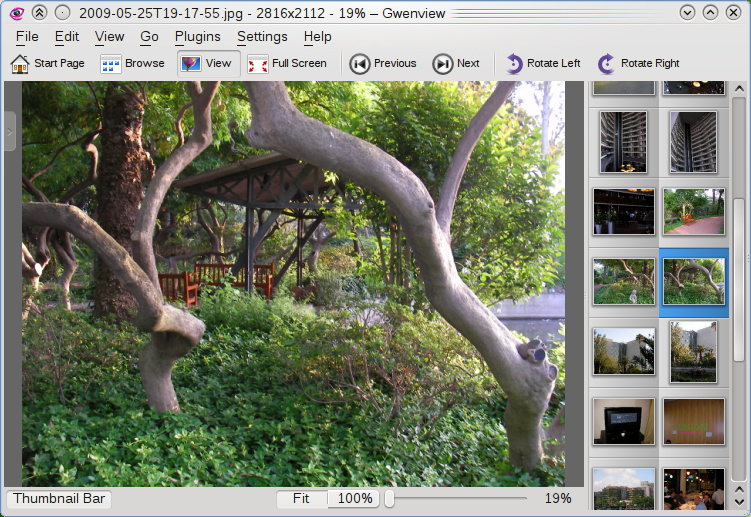 2009-05-25T19-17-55.jpg - 2816x2112 - 19% – Gwenview
File Edit View Go Plugins Settings Help
Start Page Browse View Full Screen Previous Next Rotate Left Rotate Right
Thumbnail Bar Fit 100% 19%